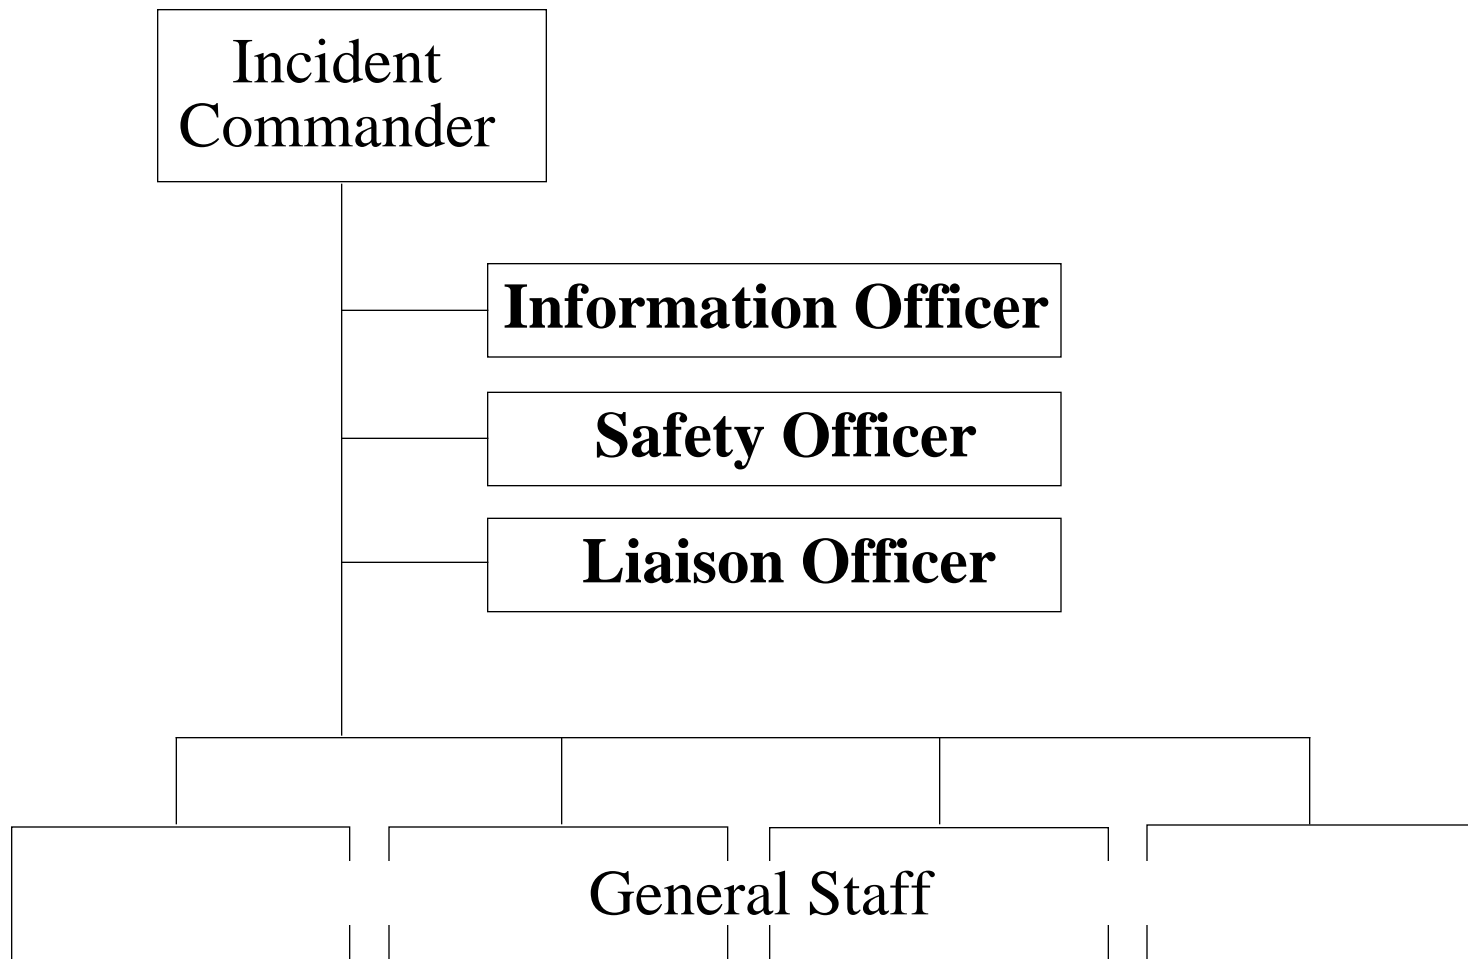 Incident
Commander
Information Officer
Safety Officer
Liaison Officer
General Staff